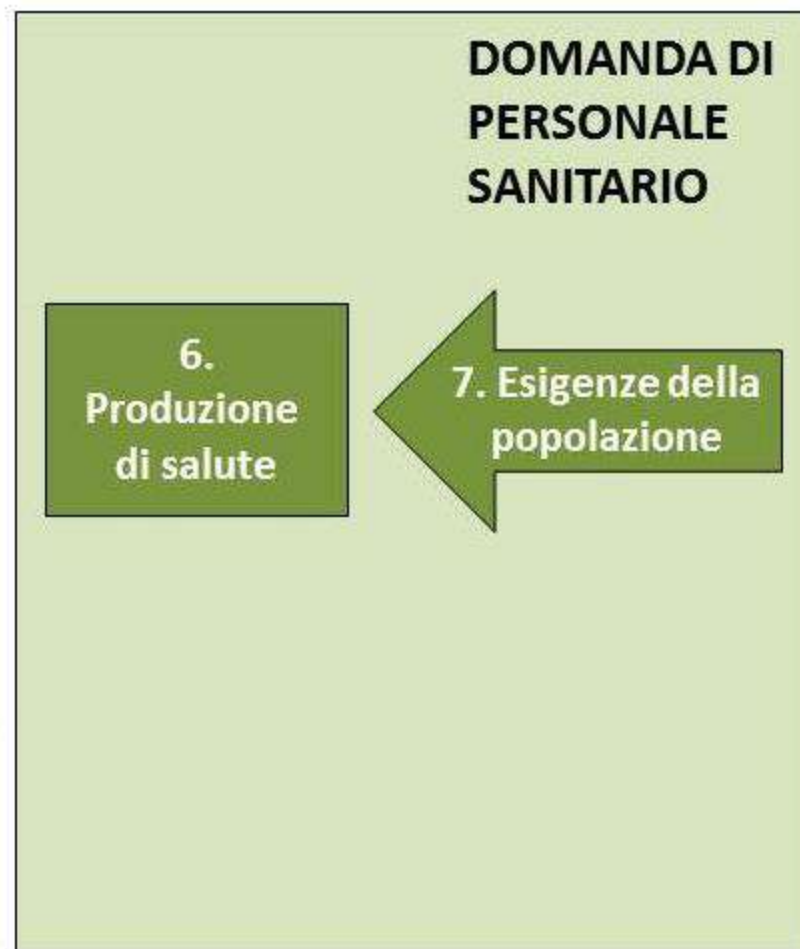 DOMANDA DI
PERSONALE
SANITARIO
6.
Produzione
di salute
7. Esigenze della
popolazione